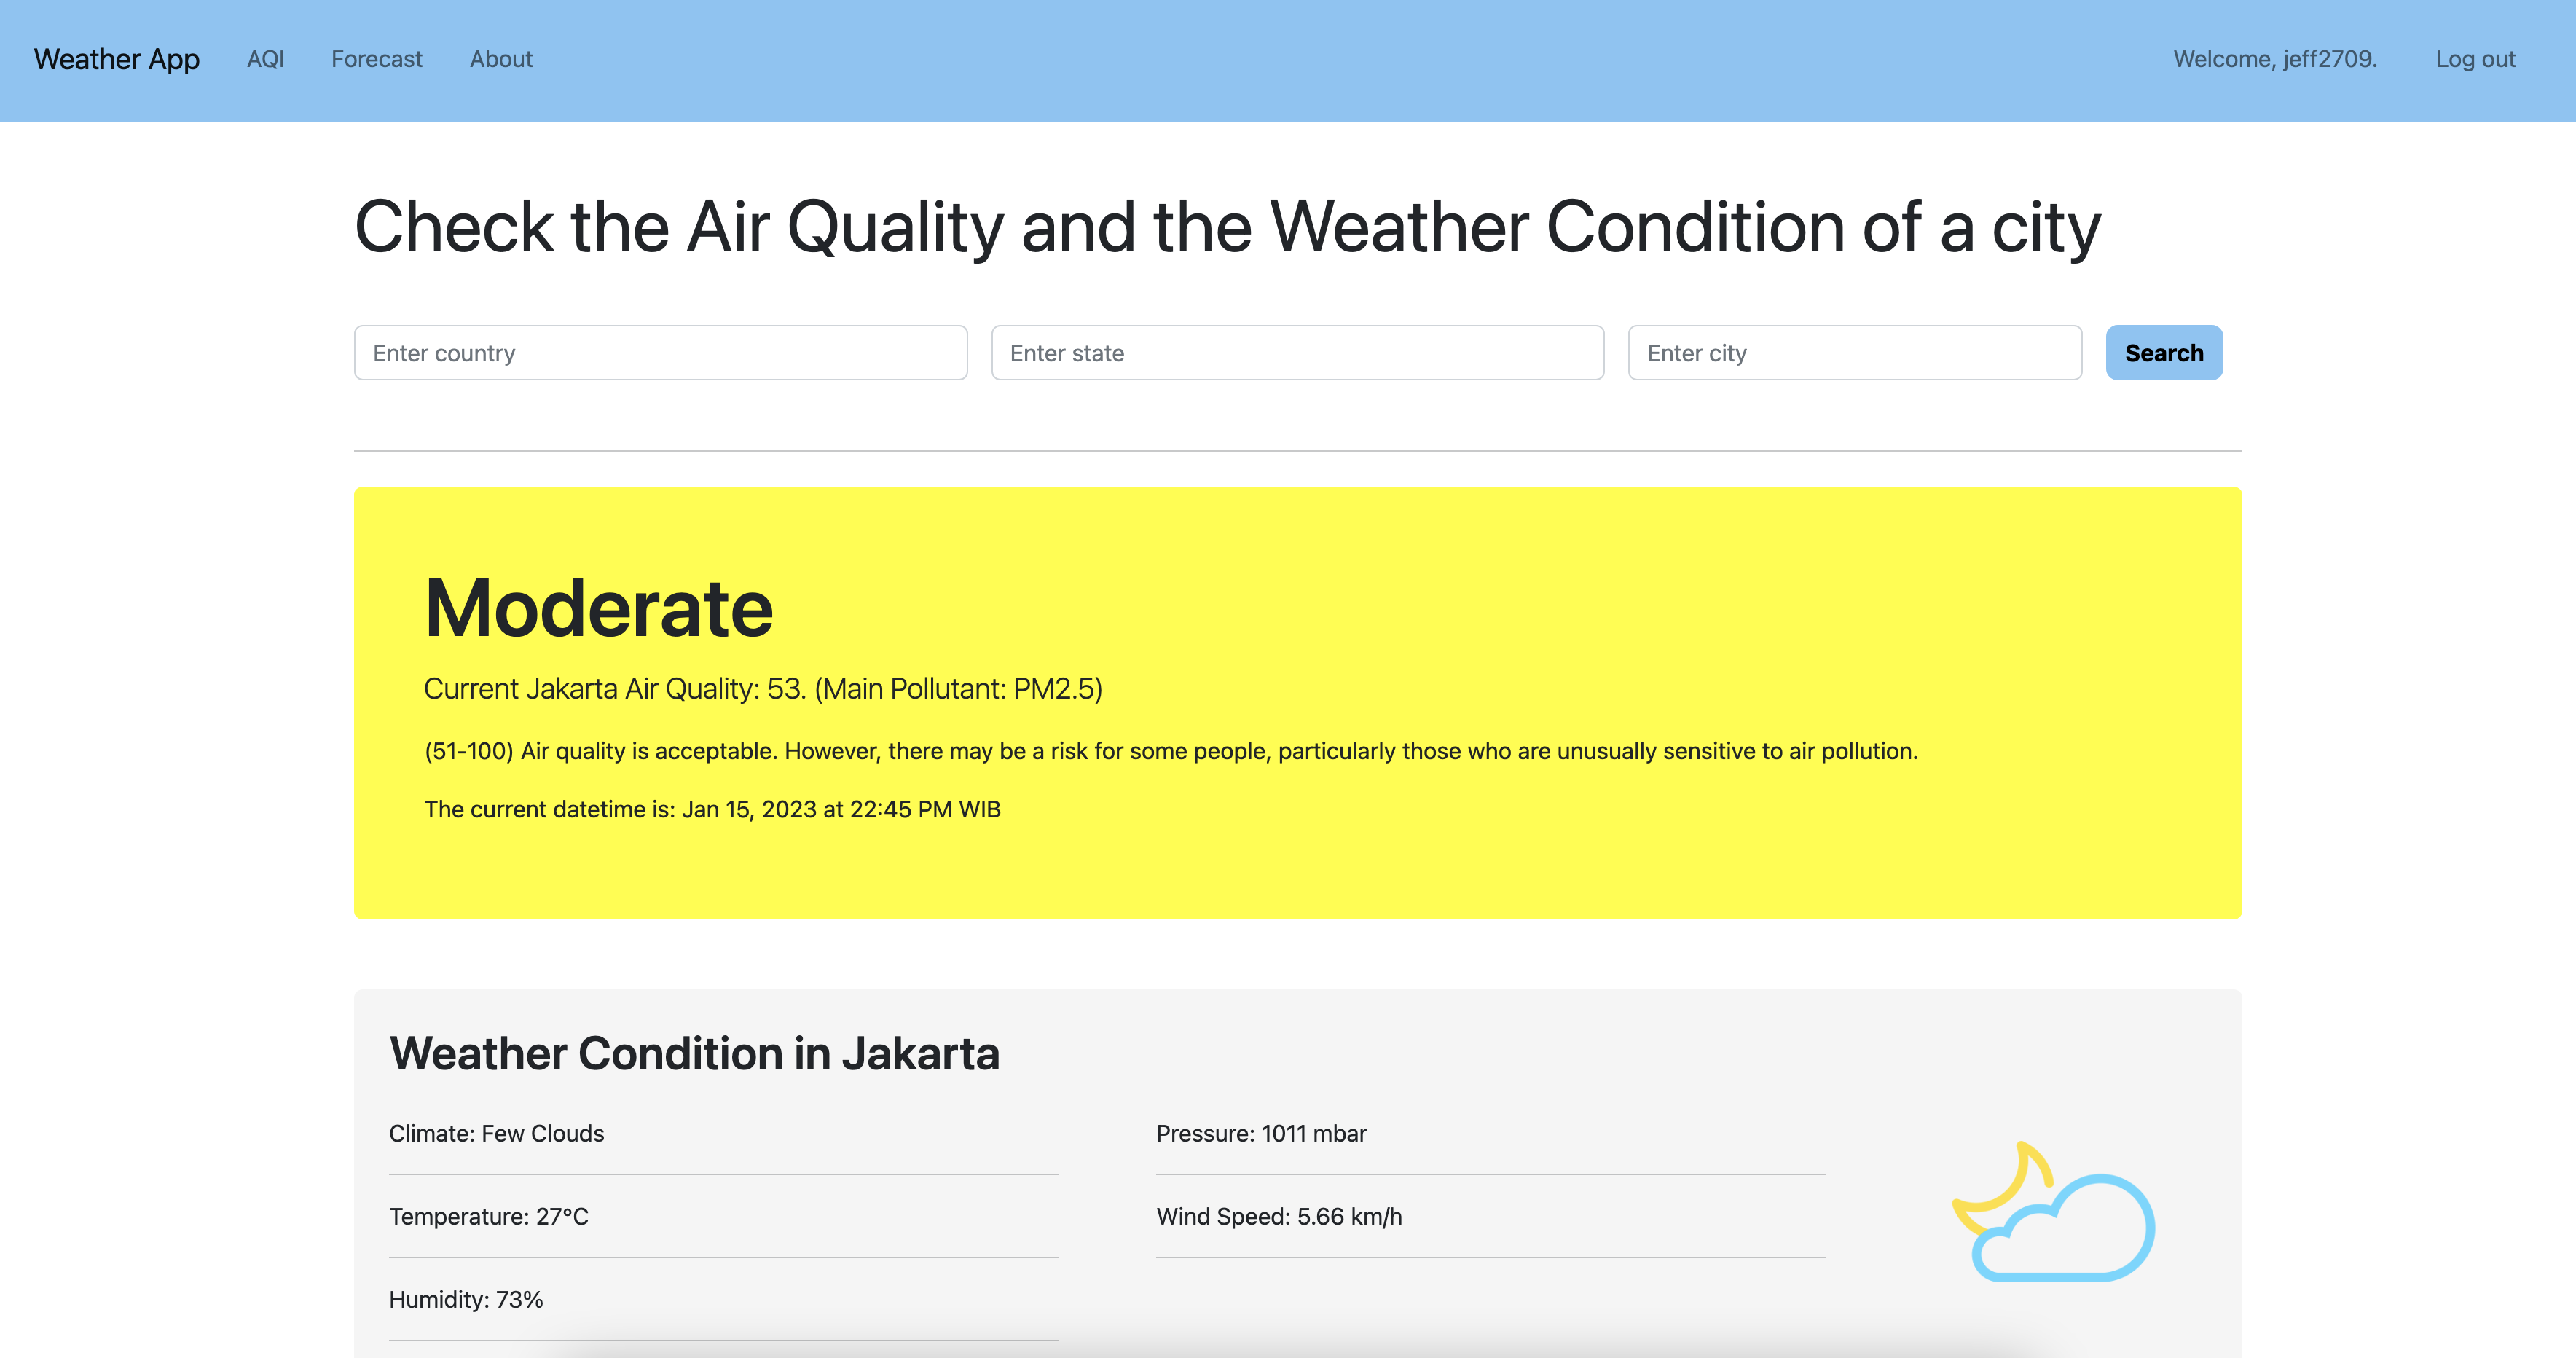 Weather App AQI Forecast About Welcome, jeff2709. Log out
Check the Air Quality and the Weather Condition of a city
Enter country Enter state Enter city Search
Moderate
Current Jakarta Air Quality: 53. (Main Pollutant: PM2.5)
(51-100) Air quality is acceptable. However, there may be a risk for some people, particularly those who are unusually sensitive to air pollution.
The current datetime is: Jan 15, 2023 at 22:45 PM WIB
Weather Condition in Jakarta
Climate: Few Clouds
Temperature: 27°C
Humidity: 73%
Pressure: 1011 mbar
Wind Speed: 5.66 km/h